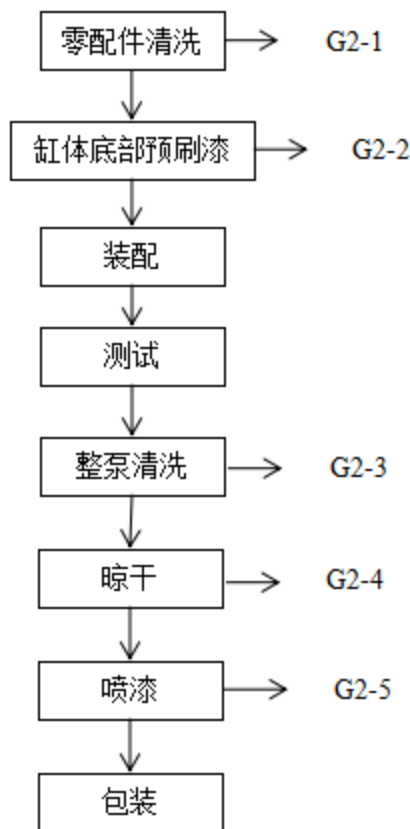 零配件清洗 G2-1
缸体底部预刷漆 G2-2
装配
测试
整泵清洗 G2-3
晾干 G2-4
喷漆 G2-5
包装